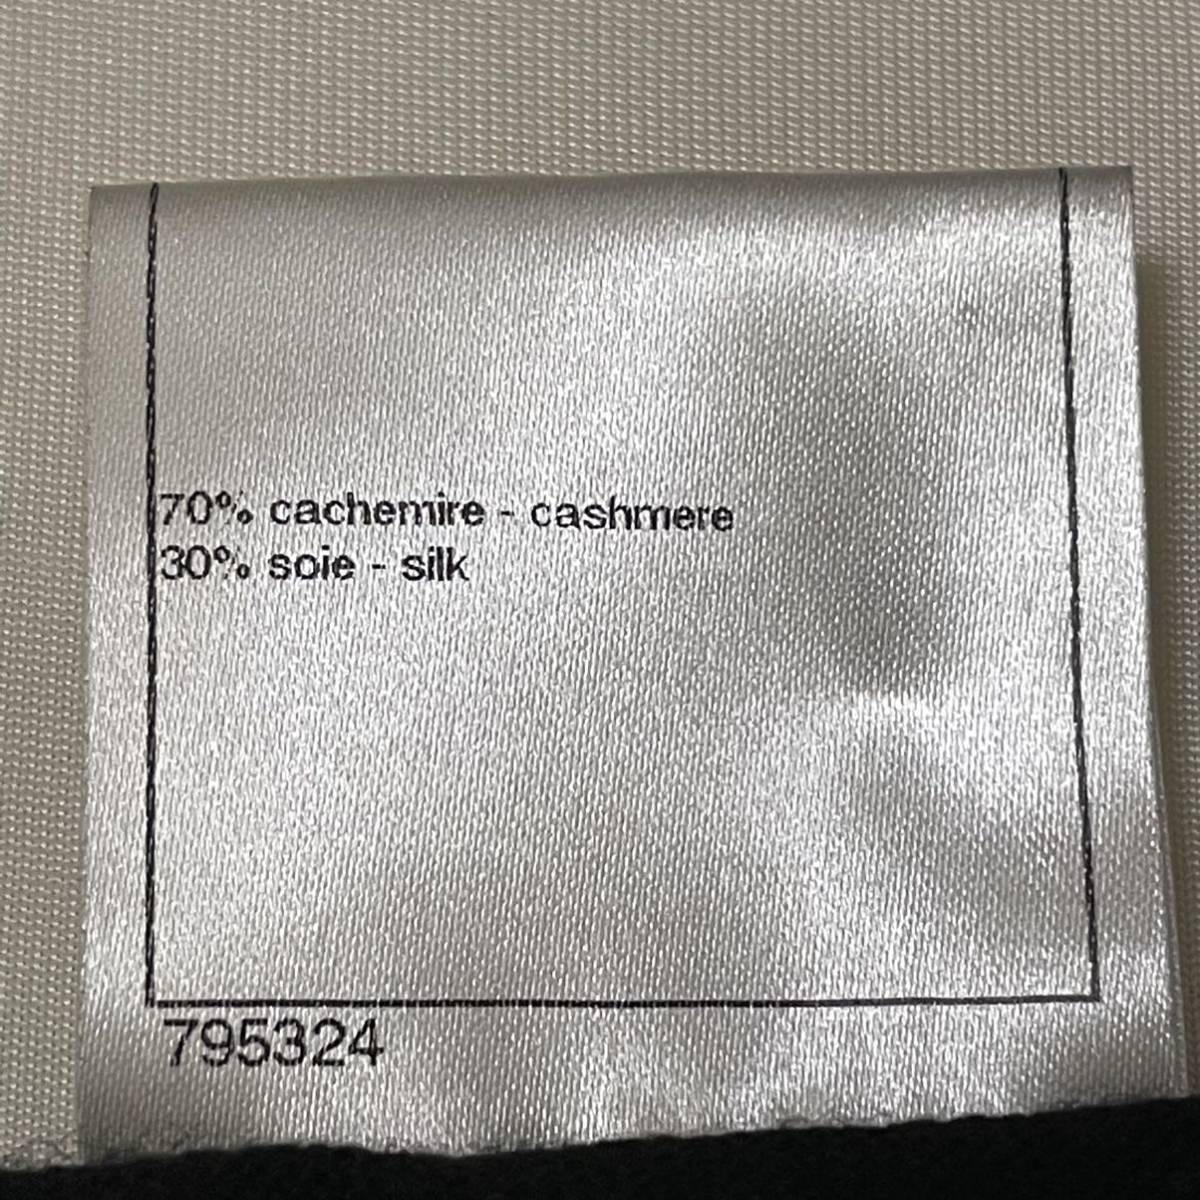 70% cachemire - cashmere
30% soie - silk
795324